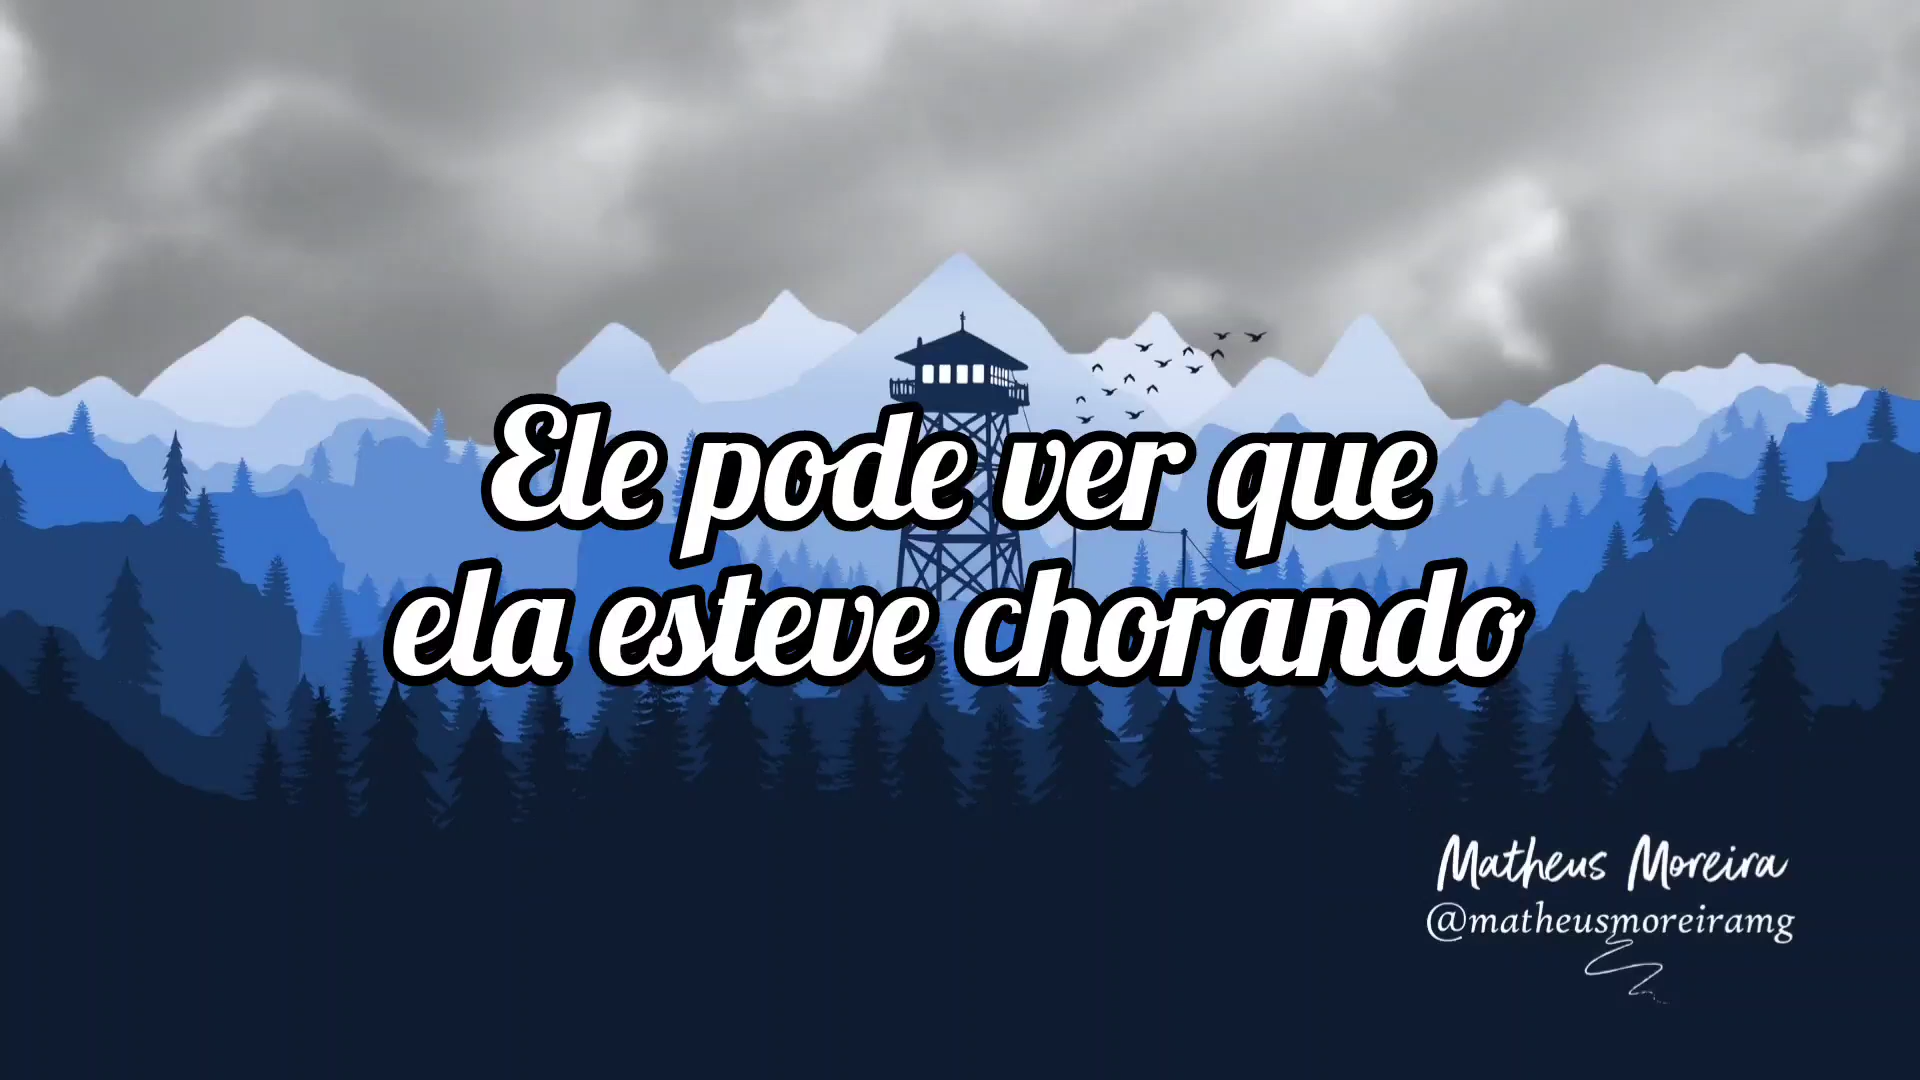 Ele pode ver que
ela esteve chorando
Matheus Moreira
@matheusmoreiramg